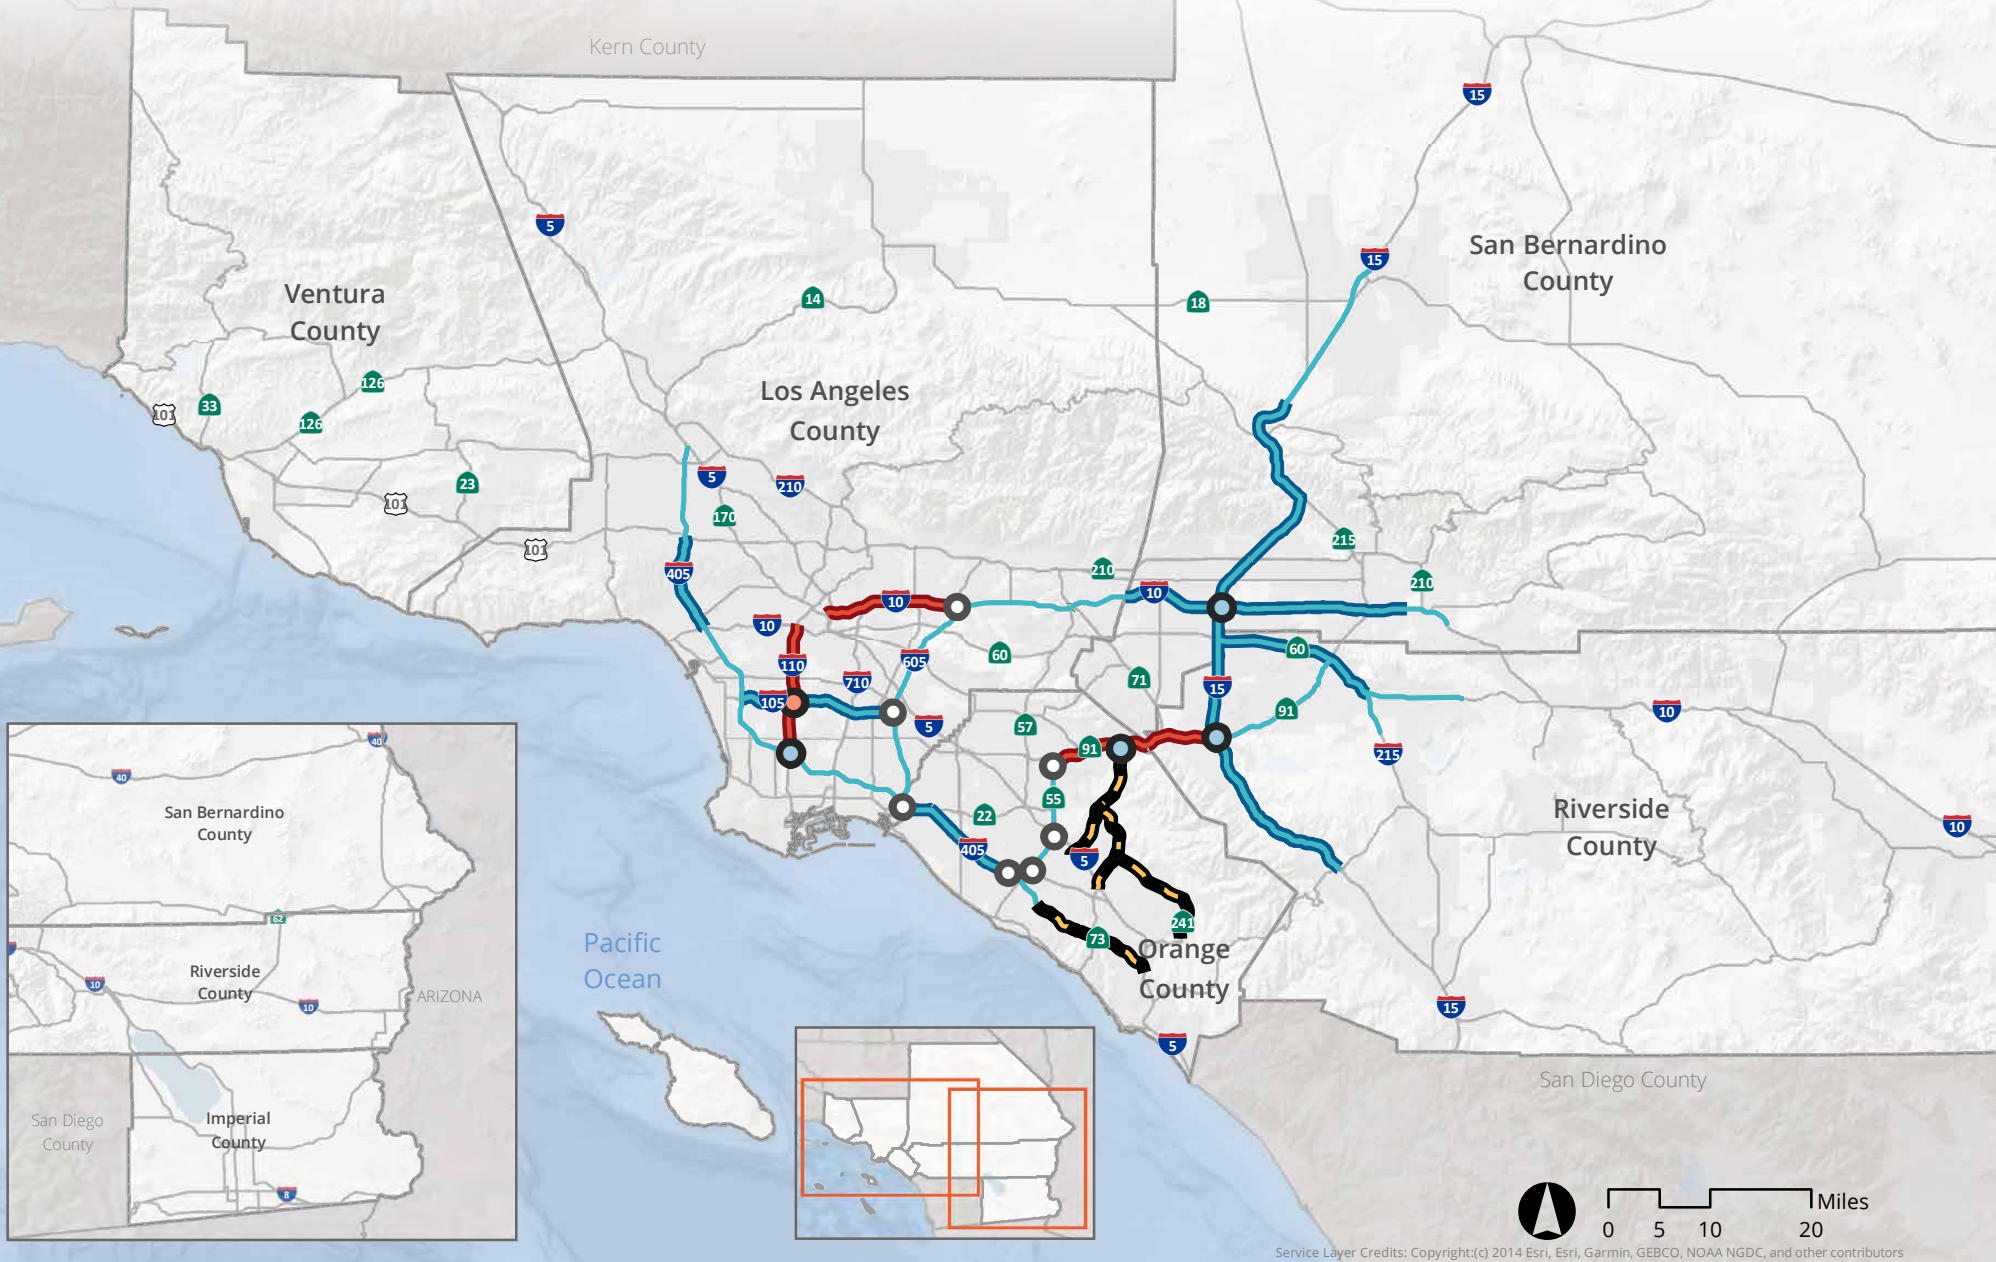 Kern County
15
5
San Bernardino
County
15
Ventura
County
14
18
126
Los Angeles
County
33
101
126
5
210
23
101
170
215
101
405
210
210
10
10
10
60
60
110
605
71
710
105
15
91
10
57
5
91
215
55
22
Riverside
County
10
405
5
241
73
Orange
County
Pacific
Ocean
15
5
San Diego County
40
40
San Bernardino
County
62
Riverside
County
10
10
ARIZONA
Imperial
County
San Diego
County
8
Miles
0 5 10 20
Service Layer Credits: Copyright:(c) 2014 Esri, Esri, Garmin, GEBCO, NOAA NGDC, and other contributors